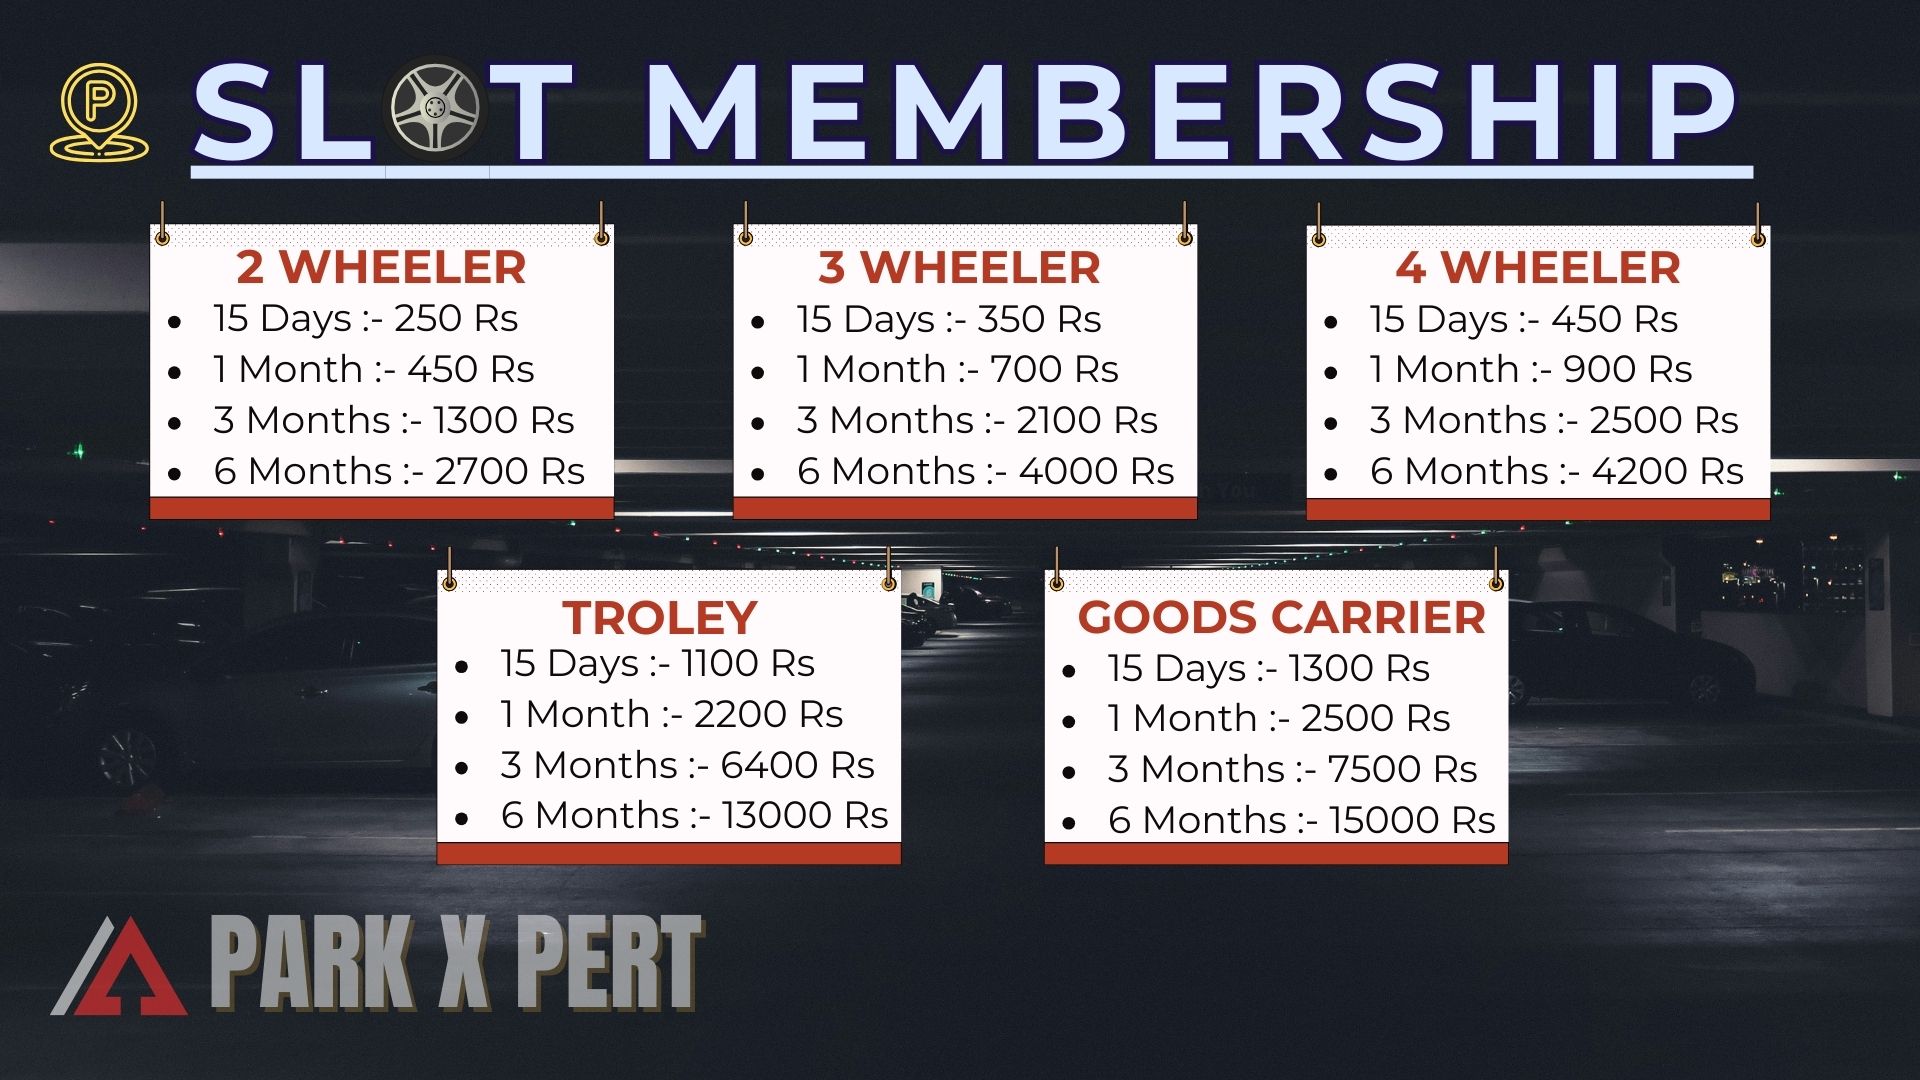 SLOT MEMBERSHIP
2 WHEELER
15 Days :- 250 Rs
1 Month :- 450 Rs
3 Months :- 1300 Rs
6 Months :- 2700 Rs
3 WHEELER
15 Days :- 350 Rs
1 Month :- 700 Rs
3 Months :- 2100 Rs
6 Months :- 4000 Rs
4 WHEELER
15 Days :- 450 Rs
1 Month :- 900 Rs
3 Months :- 2500 Rs
6 Months :- 4200 Rs
TROLEY
15 Days :- 1100 Rs
1 Month :- 2200 Rs
3 Months :- 6400 Rs
6 Months :- 13000 Rs
GOODS CARRIER
15 Days :- 1300 Rs
1 Month :- 2500 Rs
3 Months :- 7500 Rs
6 Months :- 15000 Rs
PARK X PERT